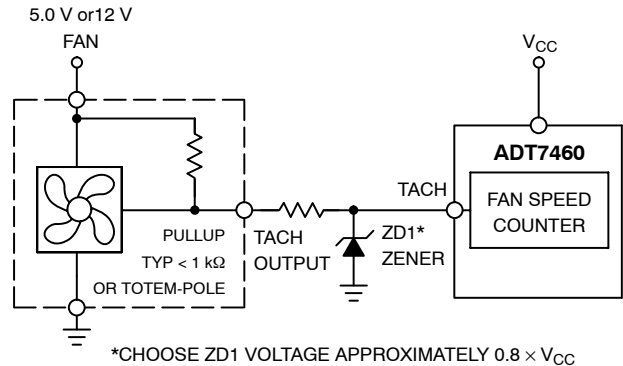 5.0 V or12 V
FAN
VCC
ADT7460
TACH
FAN SPEED
COUNTER
PULLUP
TYP < 1 kΩ
OR TOTEM-POLE
TACH
OUTPUT
ZD1*
ZENER
*CHOOSE ZD1 VOLTAGE APPROXIMATELY 0.8 × VCC